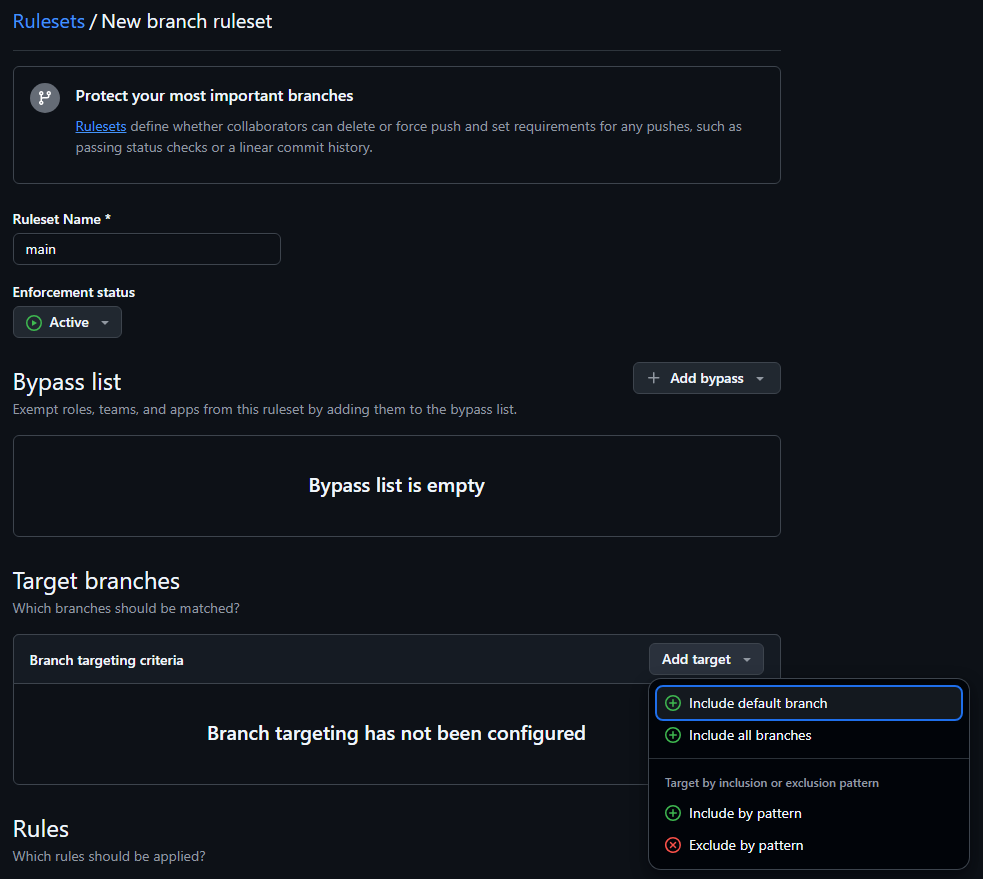 Rulesets / New branch ruleset
Protect your most important branches
Rulesets define whether collaborators can delete or force push and set requirements for any pushes, such as
passing status checks or a linear commit history.
Ruleset Name *
main
Enforcement status
Active
Bypass list
Add bypass
Exempt roles, teams, and apps from this ruleset by adding them to the bypass list.
Bypass list is empty
Target branches
Which branches should be matched?
Branch targeting criteria
Add target
Branch targeting has not been configured
Include default branch
Include all branches
Target by inclusion or exclusion pattern
Include by pattern
Exclude by pattern
Rules
Which rules should be applied?